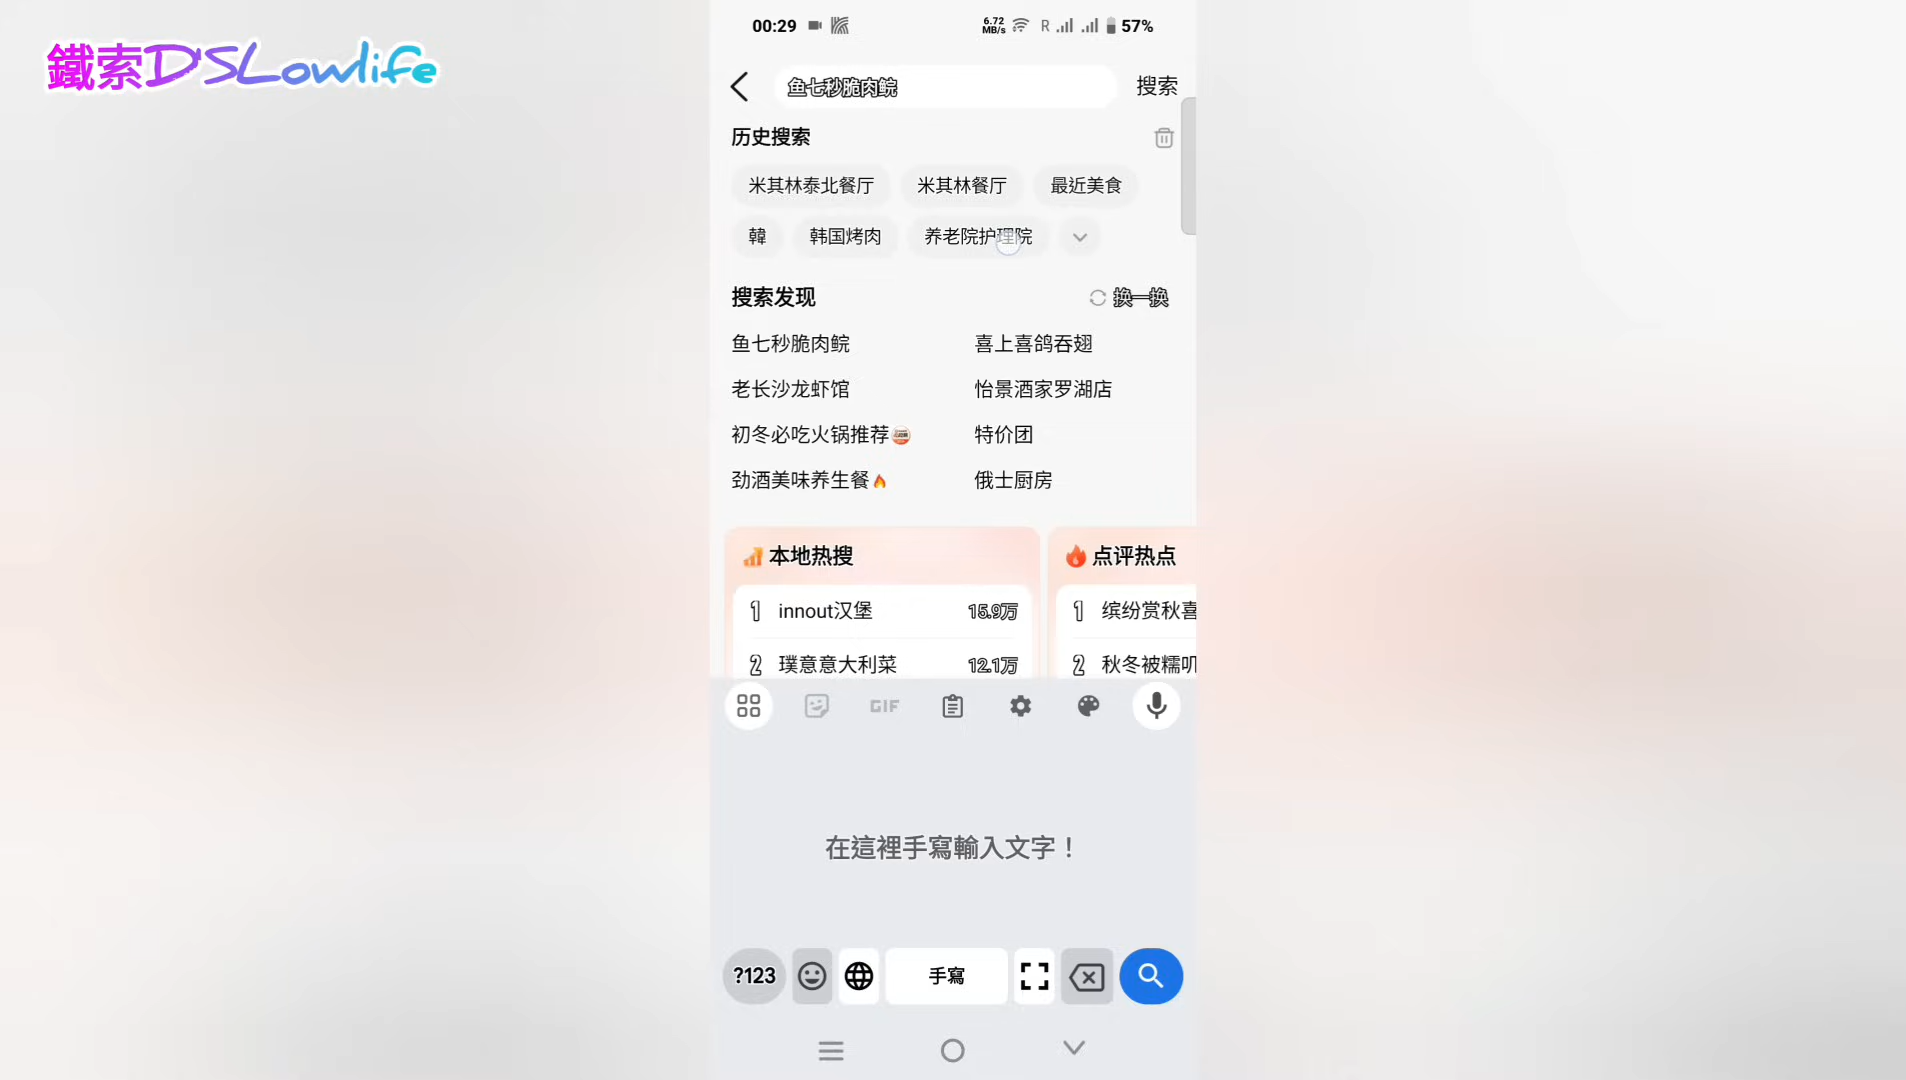 鐵索DSLowlife
00:29 6.72 MB/s R 57%
鱼七秒脆肉鲩 搜索
历史搜索
米其林泰北餐厅 米其林餐厅 最近美食
韓 韩国烤肉 养老院护理院
搜索发现 换一换
鱼七秒脆肉鲩 喜上喜鸽吞翅
老长沙龙虾馆 怡景酒家罗湖店
初冬必吃火锅推荐 特价团
劲酒美味养生餐 俄士厨房
本地热搜 点评热点
1 innout汉堡 15.9万 1 缤纷赏秋喜
2 璞意意大利菜 12.1万 2 秋冬被糯叽
GIF
在這裡手寫輸入文字！
?123 手寫